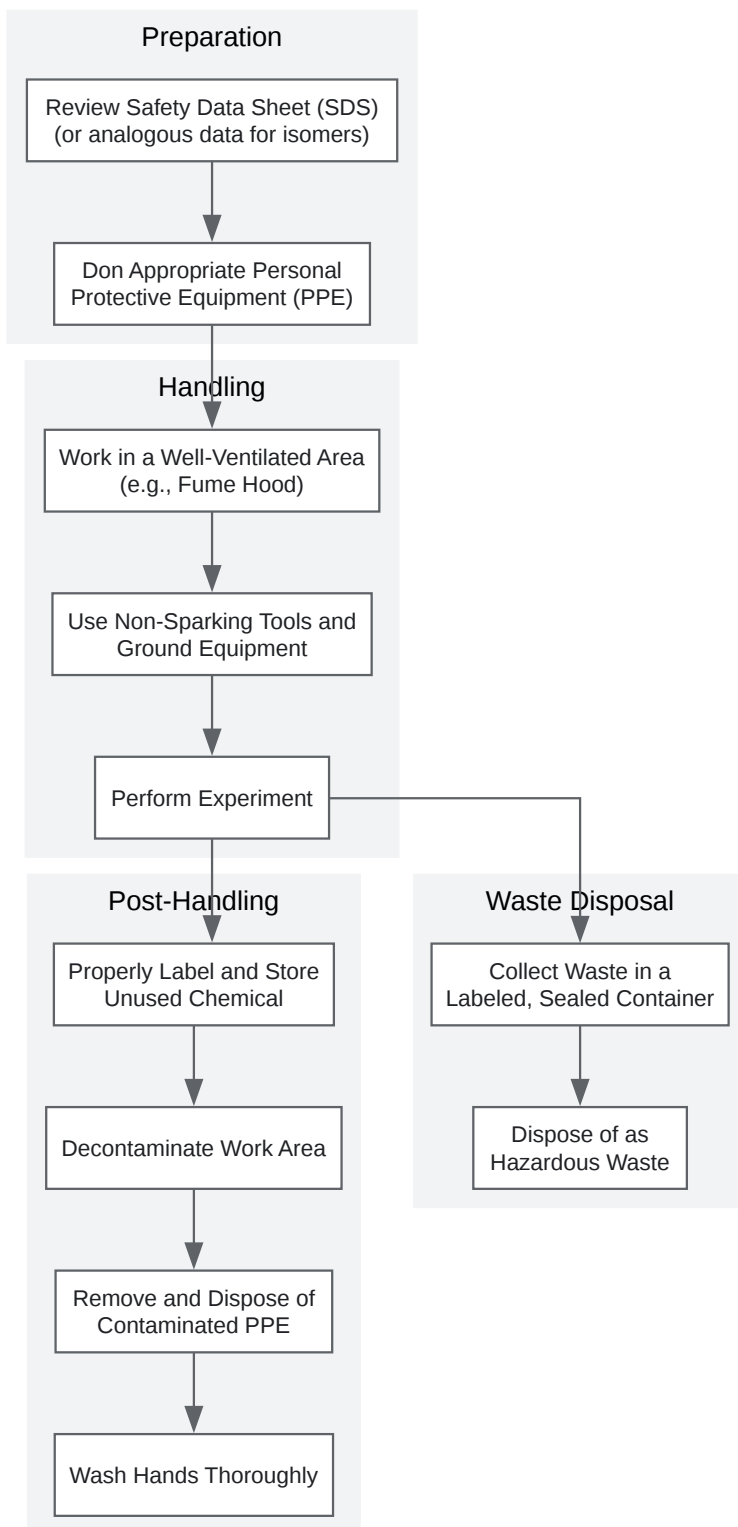 Preparation
Review Safety Data Sheet (SDS)
(or analogous data for isomers)
Don Appropriate Personal
Protective Equipment (PPE)
Handling
Work in a Well-Ventilated Area
(e.g., Fume Hood)
Use Non-Sparking Tools and
Ground Equipment
Perform Experiment
Post-Handling
Properly Label and Store
Unused Chemical
Decontaminate Work Area
Remove and Dispose of
Contaminated PPE
Wash Hands Thoroughly
Waste Disposal
Collect Waste in a
Labeled, Sealed Container
Dispose of as
Hazardous Waste